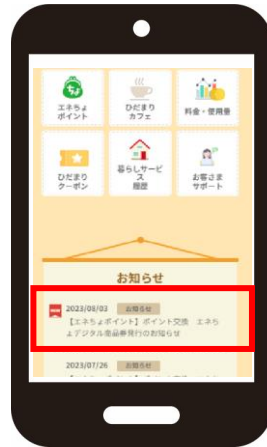 エネちょ
ポイント
ひだまり
カフェ
料金・使用量
ひだまり
クーポン
暮らしサービ
ス
履歴
お客さま
サポート
お知らせ
2023/08/03 お知らせ
【エネちょポイント】ポイント交換 エネち
ょデジタル商品券発行のお知らせ
2023/07/26 お知らせ